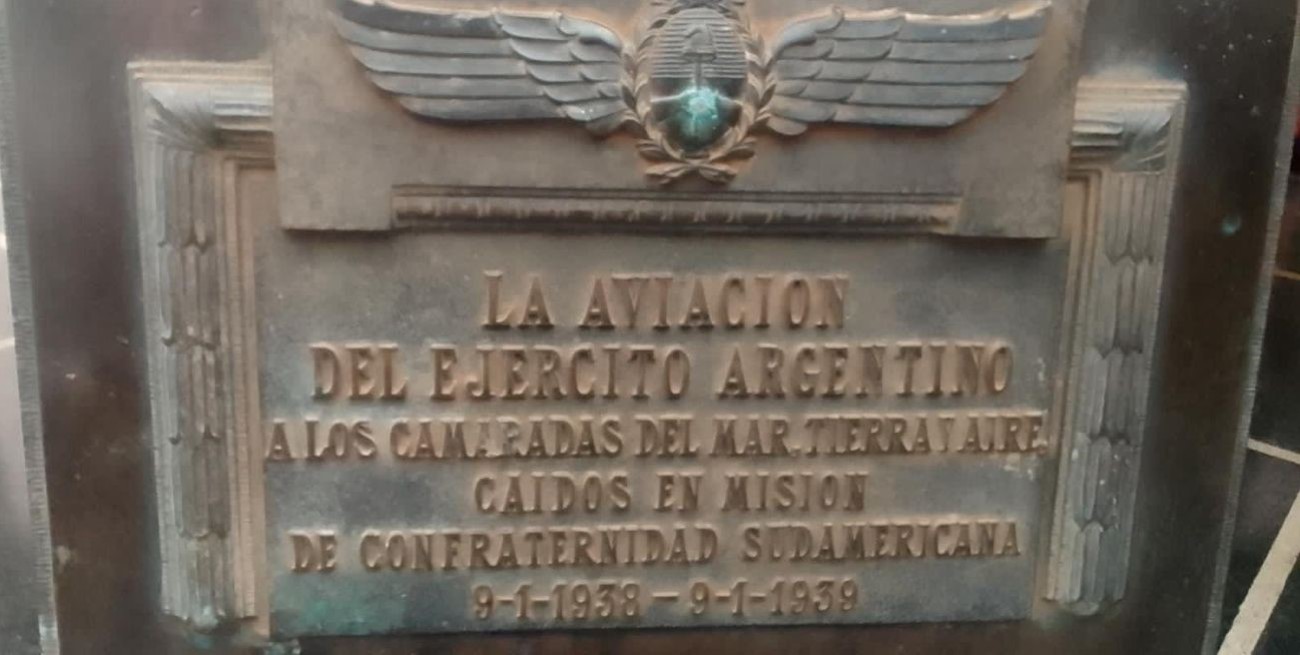 LA AVIACION
DEL EJERCITO ARGENTINO
A LOS CAMARADAS DEL MAR, TIERRA Y AIRE,
CAIDOS EN MISION
DE CONFRATERNIDAD SUDAMERICANA
9-1-1938 - 9-1-1939